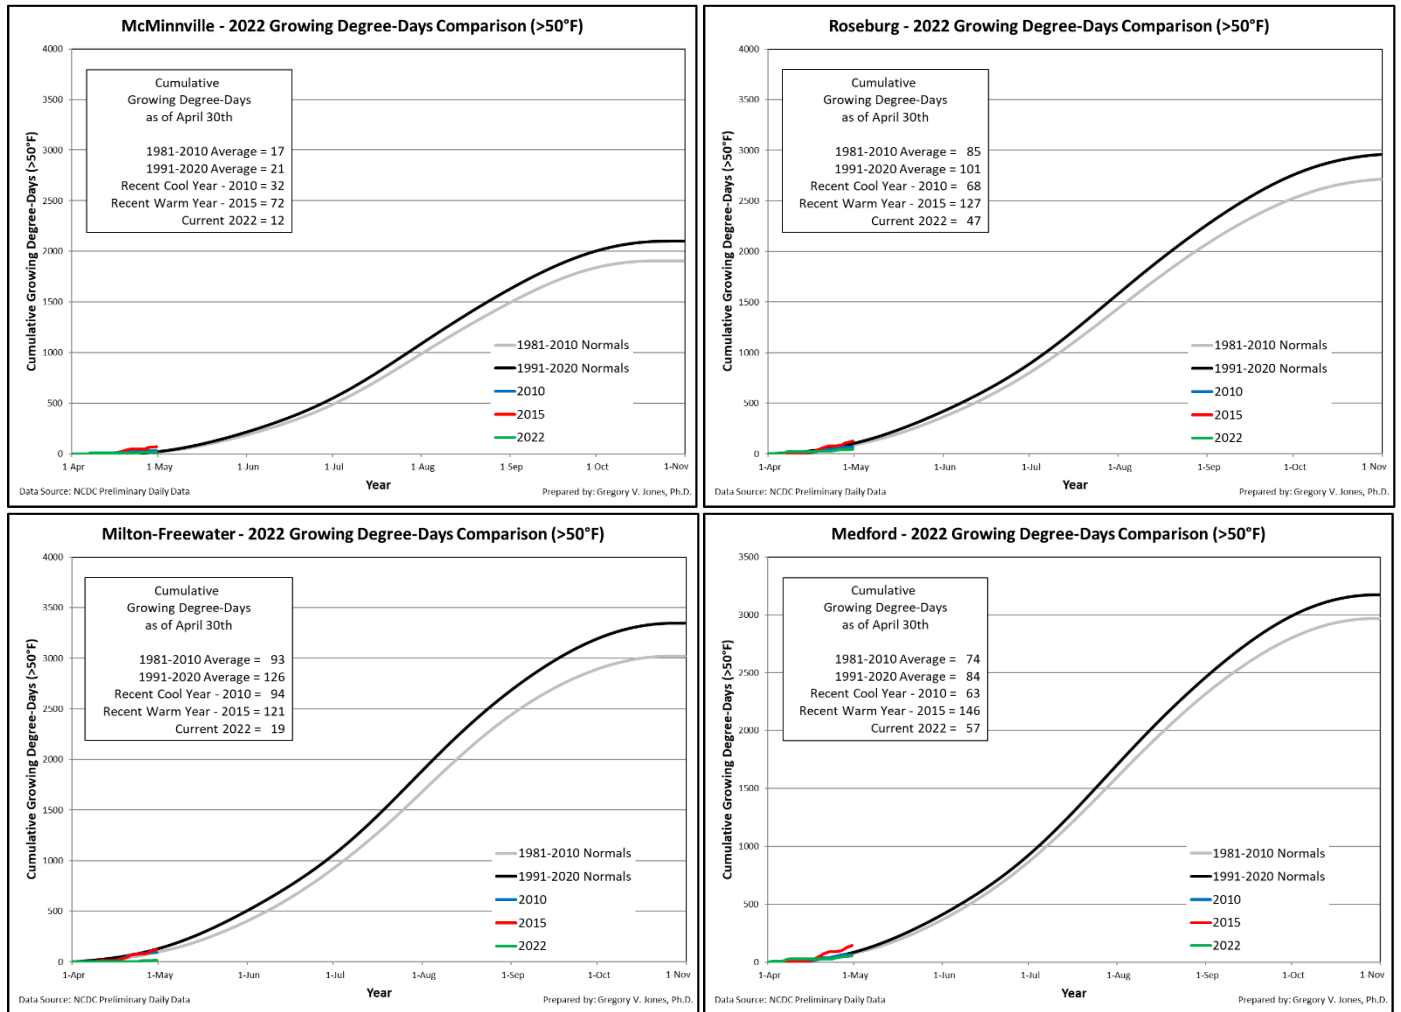 McMinnville - 2022 Growing Degree-Days Comparison (>50°F)
Cumulative Growing Degree-Days (>50°F)
4000
3500
3000
2500
2000
1500
1000
500
0
Cumulative
Growing Degree-Days
as of April 30th
1981-2010 Average = 17
1991-2020 Average = 21
Recent Cool Year - 2010 = 32
Recent Warm Year - 2015 = 72
Current 2022 = 12
1981-2010 Normals
1991-2020 Normals
2010
2015
2022
1-Apr 1-May 1-Jun 1-Jul 1-Aug 1-Sep 1-Oct 1-Nov
Year
Data Source: NCDC Preliminary Daily Data Prepared by: Gregory V. Jones, Ph.D.
Roseburg - 2022 Growing Degree-Days Comparison (>50°F)
Cumulative Growing Degree-Days (>50°F)
4000
3500
3000
2500
2000
1500
1000
500
0
Cumulative
Growing Degree-Days
as of April 30th
1981-2010 Average = 85
1991-2020 Average = 101
Recent Cool Year - 2010 = 68
Recent Warm Year - 2015 = 127
Current 2022 = 47
1981-2010 Normals
1991-2020 Normals
2010
2015
2022
1-Apr 1-May 1-Jun 1-Jul 1-Aug 1-Sep 1-Oct 1-Nov
Year
Data Source: NCDC Preliminary Daily Data Prepared by: Gregory V. Jones, Ph.D.
Milton-Freewater - 2022 Growing Degree-Days Comparison (>50°F)
Cumulative Growing Degree-Days (>50°F)
4000
3500
3000
2500
2000
1500
1000
500
0
Cumulative
Growing Degree-Days
as of April 30th
1981-2010 Average = 93
1991-2020 Average = 126
Recent Cool Year - 2010 = 94
Recent Warm Year - 2015 = 121
Current 2022 = 19
1981-2010 Normals
1991-2020 Normals
2010
2015
2022
1-Apr 1-May 1-Jun 1-Jul 1-Aug 1-Sep 1-Oct 1-Nov
Year
Data Source: NCDC Preliminary Daily Data Prepared by: Gregory V. Jones, Ph.D.
Medford - 2022 Growing Degree-Days Comparison (>50°F)
Cumulative Growing Degree-Days (>50°F)
3500
3000
2500
2000
1500
1000
500
0
Cumulative
Growing Degree-Days
as of April 30th
1981-2010 Average = 74
1991-2020 Average = 84
Recent Cool Year - 2010 = 63
Recent Warm Year - 2015 = 146
Current 2022 = 57
1981-2010 Normals
1991-2020 Normals
2010
2015
2022
1-Apr 1-May 1-Jun 1-Jul 1-Aug 1-Sep 1-Oct 1-Nov
Year
Data Source: NCDC Preliminary Daily Data Prepared by: Gregory V. Jones, Ph.D.